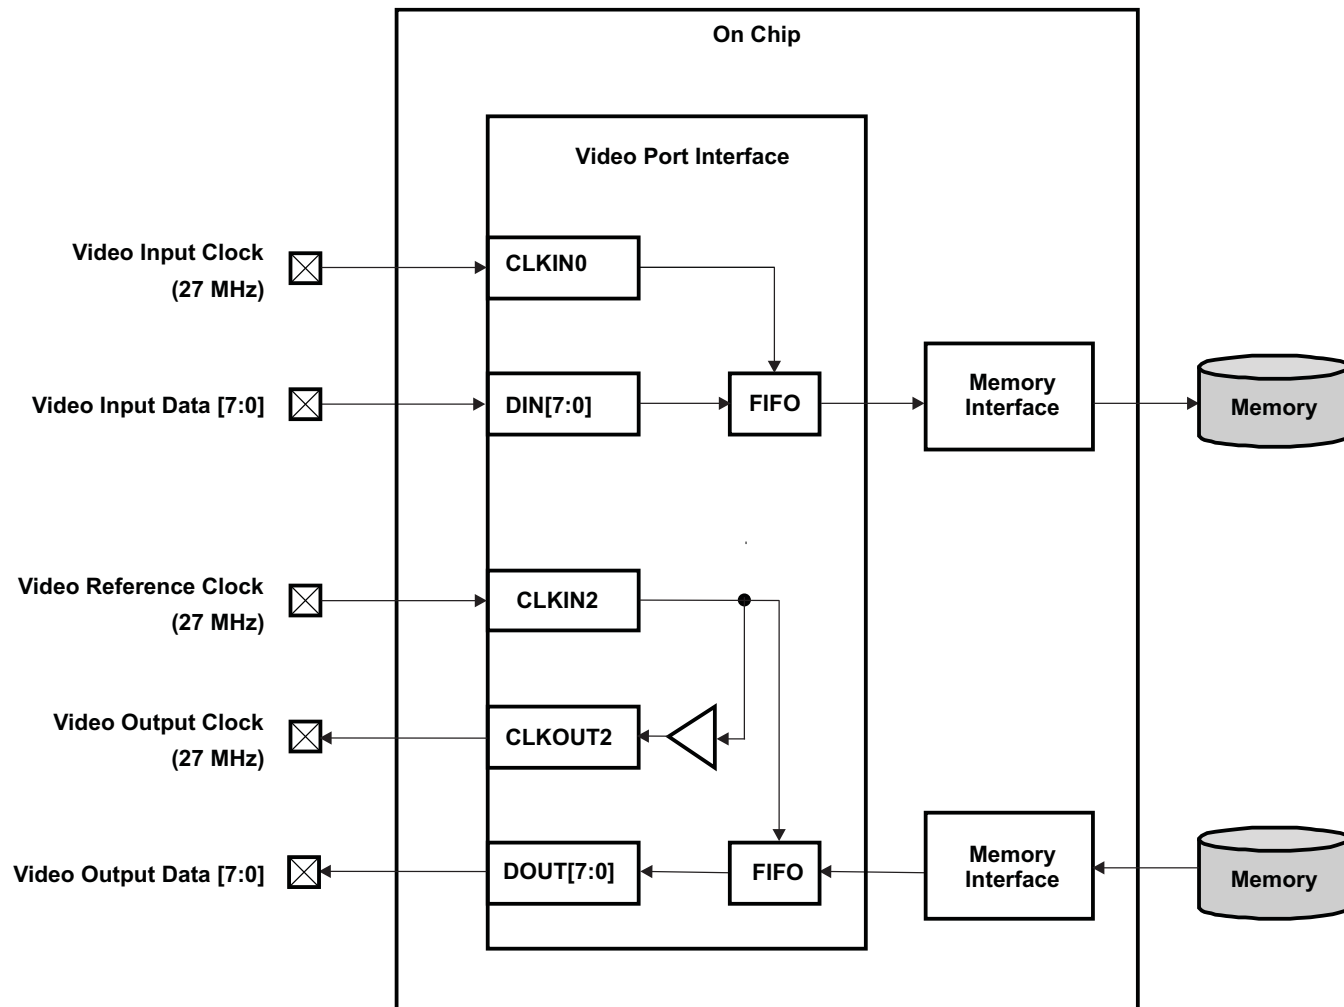 On Chip
Video Port Interface
Video Input Clock
(27 MHz)
CLKIN0
Video Input Data [7:0]
DIN[7:0]
FIFO
Memory
Interface
Memory
Video Reference Clock
(27 MHz)
CLKIN2
Video Output Clock
(27 MHz)
CLKOUT2
Video Output Data [7:0]
DOUT[7:0]
FIFO
Memory
Interface
Memory